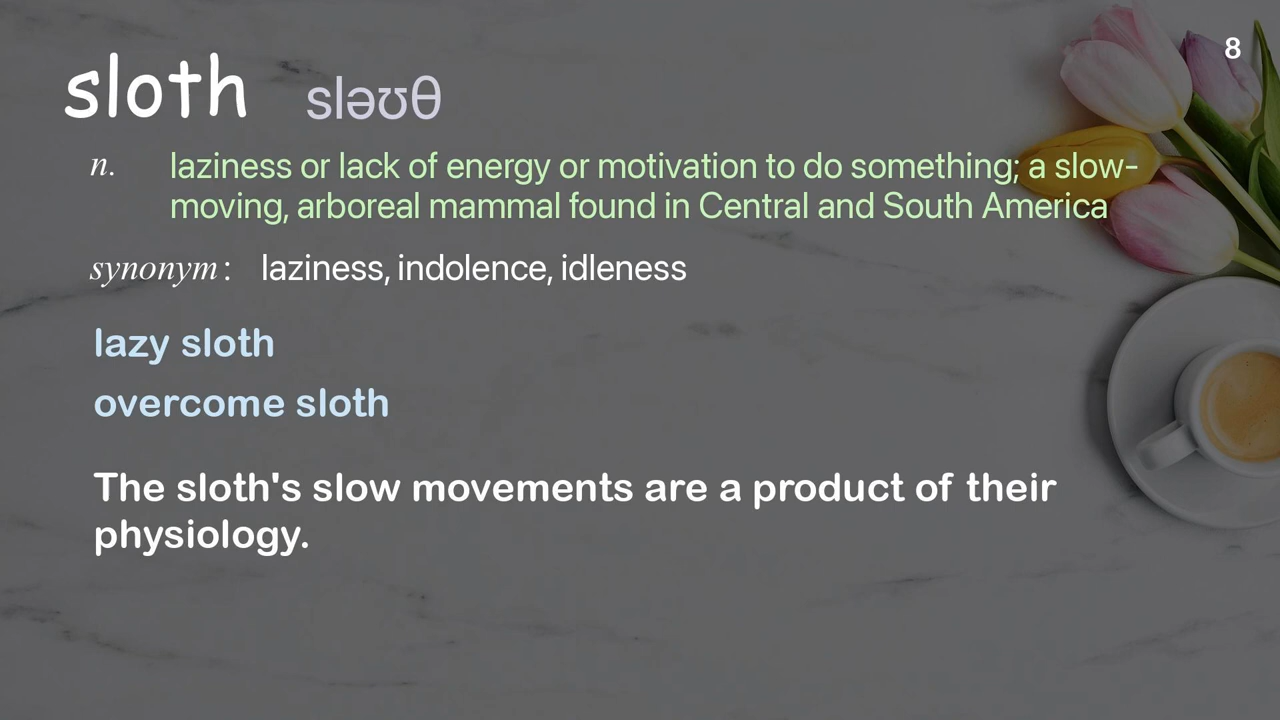 8
sloth sləʊθ
n. laziness or lack of energy or motivation to do something; a slow-
moving, arboreal mammal found in Central and South America
synonym: laziness, indolence, idleness
lazy sloth
overcome sloth
The sloth's slow movements are a product of their
physiology.